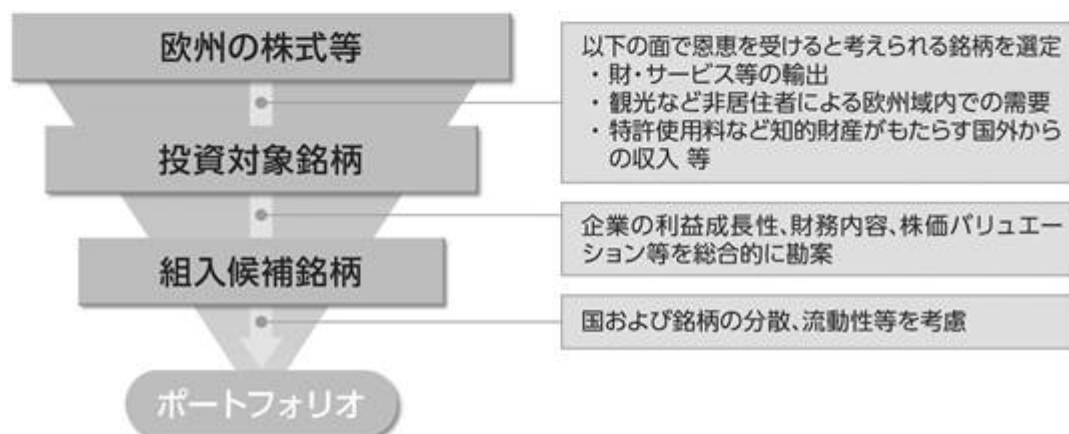 欧州の株式等
以下の面で恩恵を受けると考えられる銘柄を選定
・財・サービス等の輸出
・観光など非居住者による欧州域内での需要
・特許使用料など知的財産がもたらす国外から
の収入 等
投資対象銘柄
企業の利益成長性、財務内容、株価バリュエー
ション等を総合的に勘案
組入候補銘柄
国および銘柄の分散、流動性等を考慮
ポートフォリオ